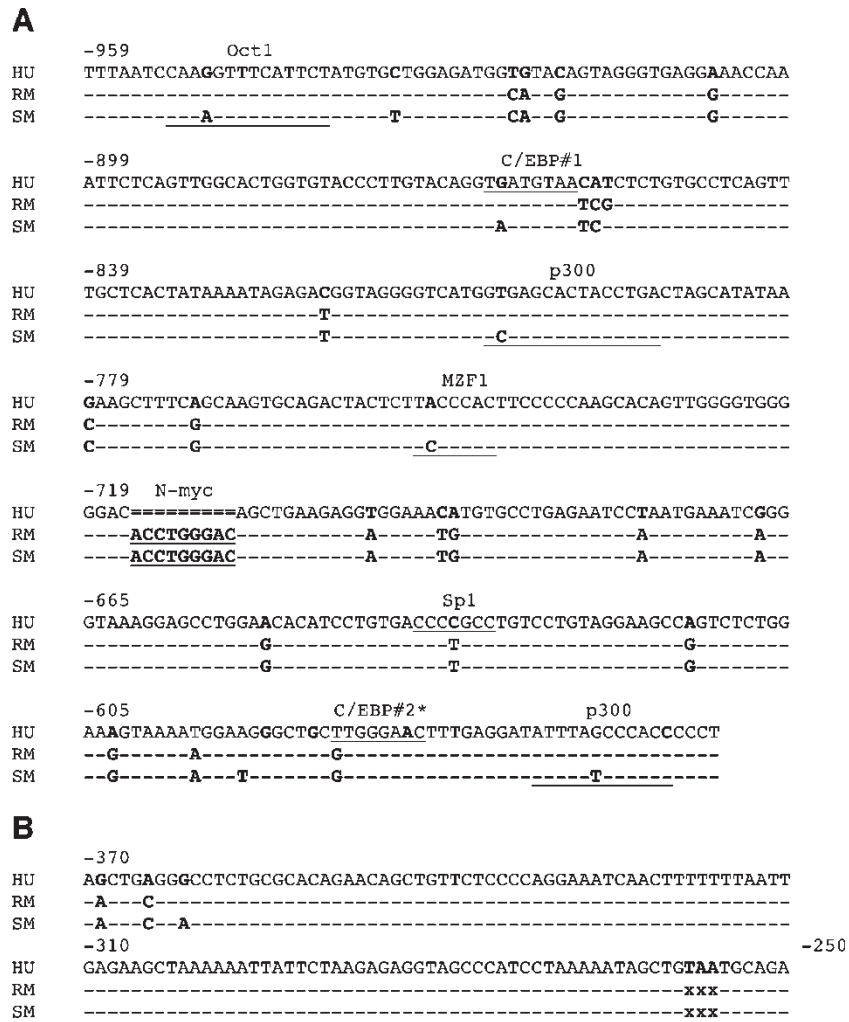 A
-959 Oct1
HU TTTAATCCAAGGTTTCATTCTATGTGCTGGAGATGGTGTACAGTAGGGTGAGGAAACCAA
RM ------------------------------------CA--G------------G------
SM ----------A---------------T---------CA--G------------G------
-899 C/EBP#1
HU ATTCTCAGTTGGCACTGGTGTACCCTTGTACAGGTGATGTAACATCTCTGTGCCTCAGTT
RM ------------------------------------------TCG---------------
SM -----------------------------------A------TC----------------
-839 p300
HU TGCTCACTATAAAATAGAGACGGTAGGGGTCATGGTGAGCACTACCTGACTAGCATATAA
RM --------------------T---------------------------------------
SM --------------------T--------------C------------------------
-779 MZF1
HU GAAGCTTTCAGCAAGTGCAGACTACTCTTACCCACTTCCCCCAAGCACAGTTGGGGTGGG
RM C--------G--------------------------------------------------
SM C--------G-------------------C------------------------------
-719 N-myc
HU GGAC=========AGCTGAAGAGGTGGAAACATGTGCCTGAGAATCCTAATGAAATCGGG
RM ----ACCTGGGAC-----------A-----TG---------------A---------A--
SM ----ACCTGGGAC-----------A-----TG---------------A---------A--
-665 Sp1
HU GTAAAGGAGCCTGGAACACATCCTGTGACCCCGCCTGTCCTGTAGGAAGCCAGTCTCTGG
RM ---------------G---------------T-------------------G--------
SM ---------------G---------------T-------------------G--------
-605 C/EBP#2* p300
HU AAAGTAAAATGGAAGGGCTGCTTGGGAACTTTGAGGATATTTAGCCCACCCCCT
RM --G------A-----------G--------------------------------
SM --G------A---T-------G---------------------T----------
B
-370
HU AGCTGAGGGCCTCTGCGCACAGAACAGCTGTTCTCCCCAGGAAATCAACTTTTTTTAATT
RM -A---C------------------------------------------------------
SM -A---C--A---------------------------------------------------
-310 -250
HU GAGAAGCTAAAAAATTATTCTAAGAGAGGTAGCCCATCCTAAAAATAGCTGTAATGCAGA
RM ---------------------------------------------------xxx------
SM ---------------------------------------------------xxx------